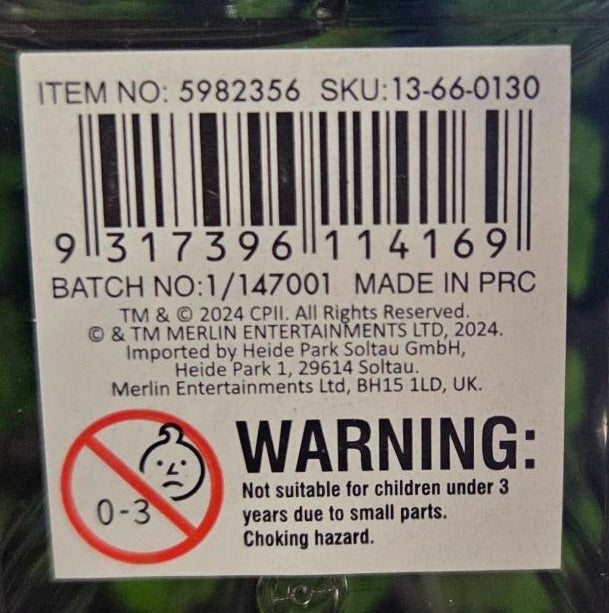 ITEM NO: 5982356 SKU:13-66-0130
9 317396 114169
BATCH NO:1/147001 MADE IN PRC
TM & © 2024 CPII. All Rights Reserved.
© & TM MERLIN ENTERTAINMENTS LTD, 2024.
Imported by Heide Park Soltau GmbH,
Heide Park 1, 29614 Soltau.
Merlin Entertainments Ltd, BH15 1LD, UK.
0-3
WARNING:
Not suitable for children under 3
years due to small parts.
Choking hazard.